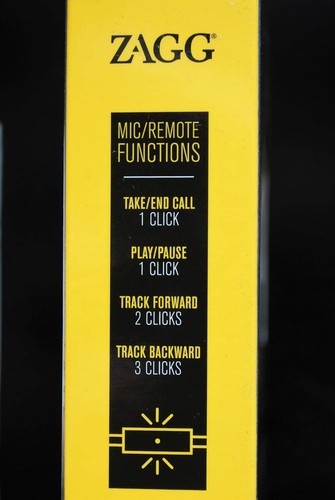 ZAGG®
MIC/REMOTE
FUNCTIONS
TAKE/END CALL
1 CLICK
PLAY/PAUSE
1 CLICK
TRACK FORWARD
2 CLICKS
TRACK BACKWARD
3 CLICKS